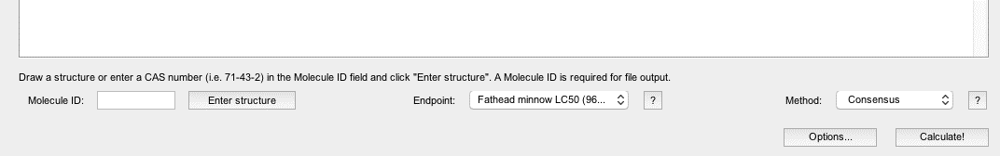 Draw a structure or enter a CAS number (i.e. 71-43-2) in the Molecule ID field and click "Enter structure". A Molecule ID is required for file output.
Molecule ID: Enter structure Endpoint: Fathead minnow LC50 (96... ? Method: Consensus ?
Options... Calculate!